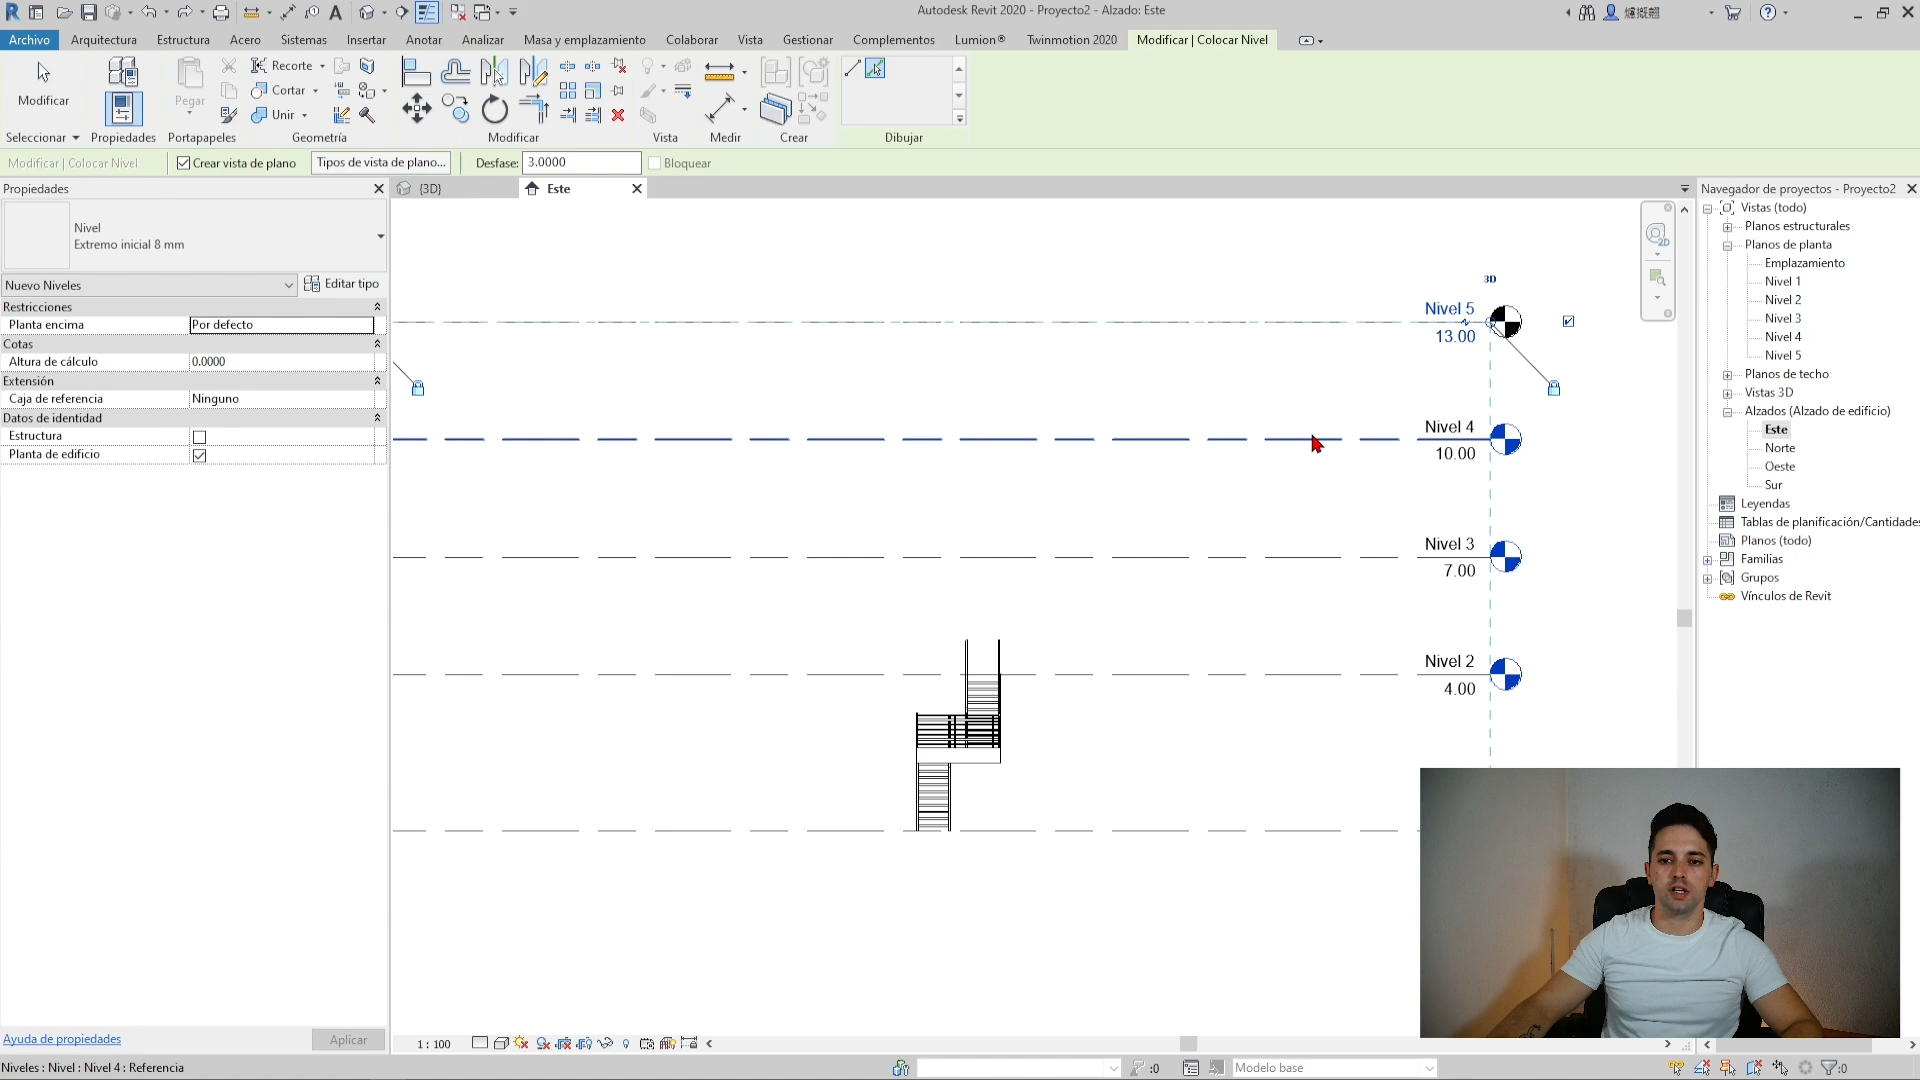 Autodesk Revit 2020 - Proyecto2 - Alzado: Este
Archivo Arquitectura Estructura Acero Sistemas Insertar Anotar Analizar Masa y emplazamiento Colaborar Vista Gestionar Complementos Lumion® Twinmotion 2020 Modificar | Colocar Nivel
Modificar
Pegar
Recorte
Cortar
Unir
Seleccionar Propiedades Portapapeles Geometría Modificar Vista Medir Crear Dibujar
Modificar | Colocar Nivel Crear vista de plano Tipos de vista de plano... Desfase: 3.0000 Bloquear
Propiedades
Nivel
Extremo inicial 8 mm
Nuevo Niveles Editar tipo
Restricciones
Planta encima Por defecto
Cotas
Altura de cálculo 0.0000
Extensión
Caja de referencia Ninguno
Datos de identidad
Estructura
Planta de edificio
Ayuda de propiedades Aplicar
{3D} Este
3D
Nivel 5
13.00
Nivel 4
10.00
Nivel 3
7.00
Nivel 2
4.00
2D
Navegador de proyectos - Proyecto2
Vistas (todo)
Planos estructurales
Planos de planta
Emplazamiento
Nivel 1
Nivel 2
Nivel 3
Nivel 4
Nivel 5
Planos de techo
Vistas 3D
Alzados (Alzado de edificio)
Este
Norte
Oeste
Sur
Leyendas
Tablas de planificación/Cantidades
Planos (todo)
Familias
Grupos
Vínculos de Revit
1 : 100
Niveles : Nivel : Nivel 4 : Referencia
:0
Modelo base
:0